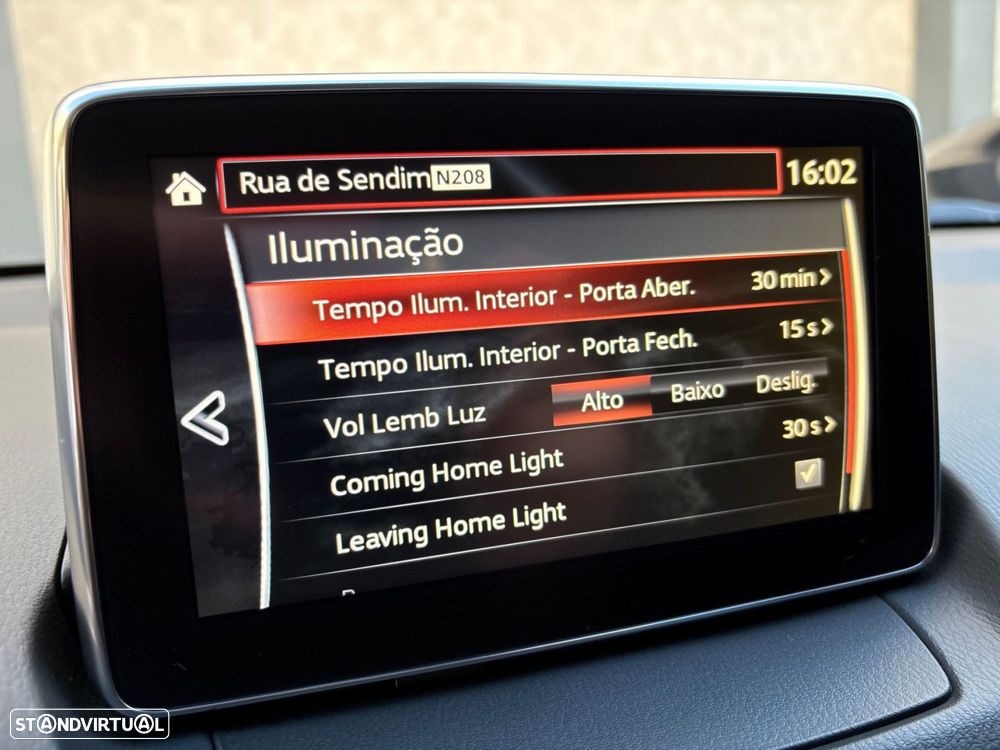 Rua de Sendim N208 16:02
Iluminação
Tempo Ilum. Interior - Porta Aber. 30 min
Tempo Ilum. Interior - Porta Fech. 15 s
Vol Lemb Luz Alto Baixo Deslig.
Coming Home Light 30 s
Leaving Home Light
STANDVIRTUAL